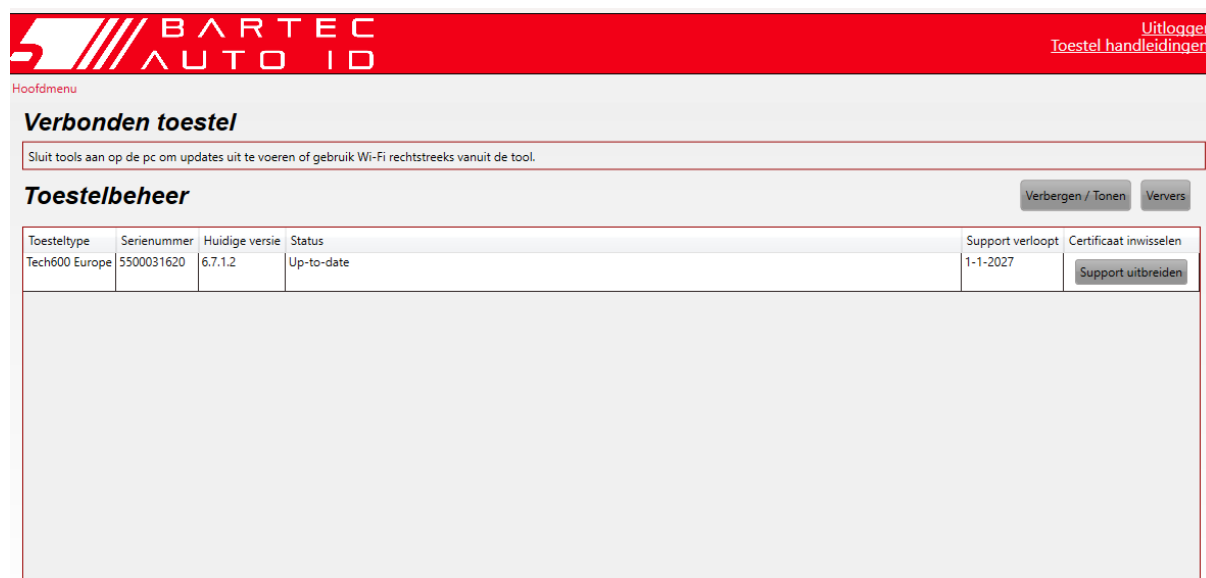 BARTEC
AUTO ID
Uitlogge
Toestel handleidinge
Hoofdmenu
Verbonden toestel
Sluit tools aan op de pc om updates uit te voeren of gebruik Wi-Fi rechtstreeks vanuit de tool.
Toestelbeheer
Verbergen / Tonen Ververs
Toesteltype Serienummer Huidige versie Status Support verloopt Certificaat inwisselen
Tech600 Europe 5500031620 6.7.1.2 Up-to-date 1-1-2027 Support uitbreiden